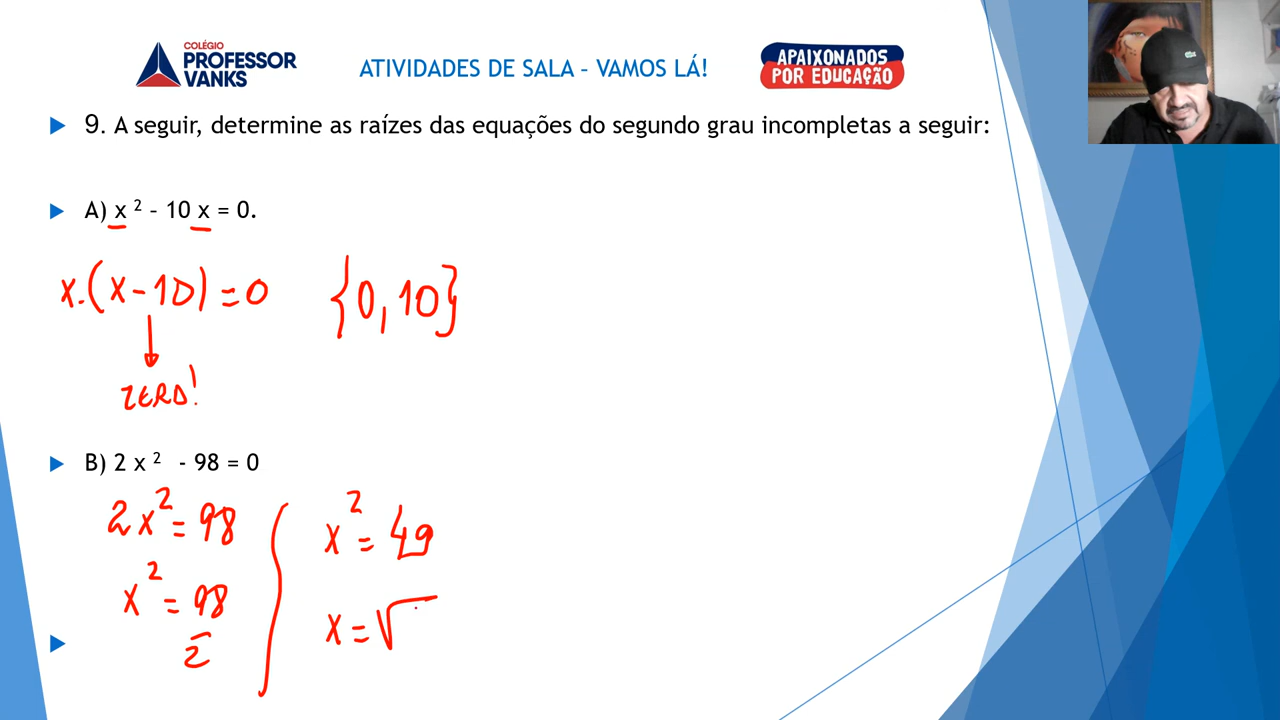 COLÉGIO
PROFESSOR
VANKS
ATIVIDADES DE SALA – VAMOS LÁ!
APAIXONADOS
POR EDUCAÇÃO
9. A seguir, determine as raízes das equações do segundo grau incompletas a seguir:
A) x ² – 10 x = 0.
x.(x-10)=0 {0,10}
ZERO!
B) 2 x ² - 98 = 0
2x²=98
x²=98
2
x²=49
x=√